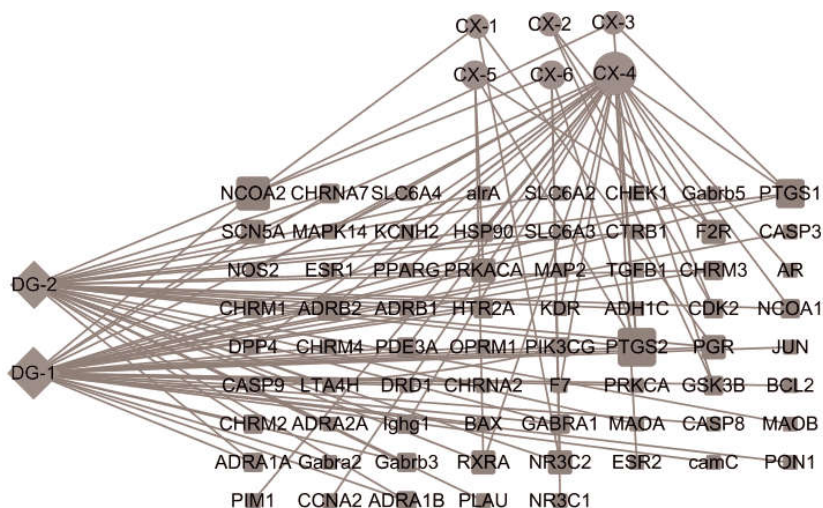 CX-1 CX-2 CX-3
CX-5 CX-6 CX-4
NCOA2 CHRNA7 SLC6A4 alrA SLC6A2 CHEK1 Gabrb5 PTGS1
SCN5A MAPK14 KCNH2 HSP90 SLC6A3 CTRB1 F2R CASP3
NOS2 ESR1 PPARG PRKACA MAP2 TGFB1 CHRM3 AR
DG-2
CHRM1 ADRB2 ADRB1 HTR2A KDR ADH1C CDK2 NCOA1
DPP4 CHRM4 PDE3A OPRM1 PIK3CG PTGS2 PGR JUN
DG-1
CASP9 LTA4H DRD1 CHRNA2 F7 PRKCA GSK3B BCL2
CHRM2 ADRA2A Ighg1 BAX GABRA1 MAOA CASP8 MAOB
ADRA1A Gabra2 Gabrb3 RXRA NR3C2 ESR2 camC PON1
PIM1 CCNA2 ADRA1B PLAU NR3C1